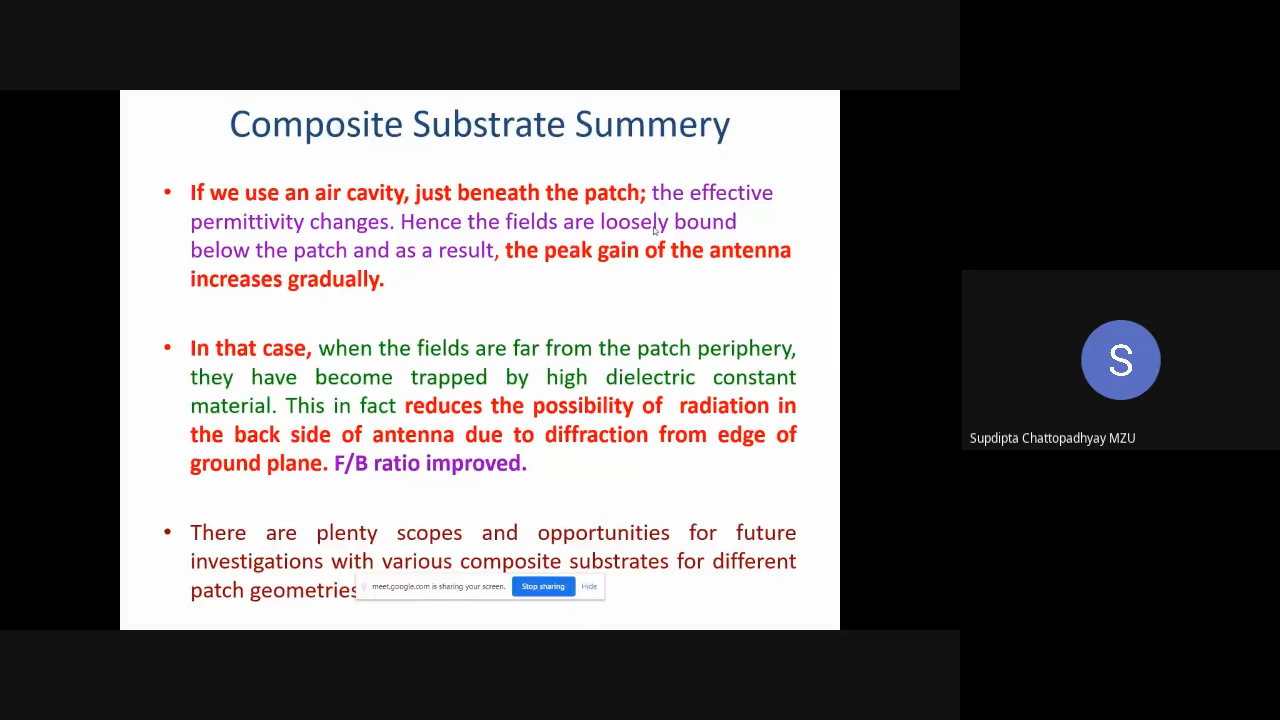 Composite Substrate Summery
• If we use an air cavity, just beneath the patch; the effective
permittivity changes. Hence the fields are loosely bound
below the patch and as a result, the peak gain of the antenna
increases gradually.
• In that case, when the fields are far from the patch periphery,
they have become trapped by high dielectric constant
material. This in fact reduces the possibility of radiation in
the back side of antenna due to diffraction from edge of
ground plane. F/B ratio improved.
• There are plenty scopes and opportunities for future
investigations with various composite substrates for different
patch geometries
meet.google.com is sharing your screen. Stop sharing Hide
S
Supdipta Chattopadhyay MZU